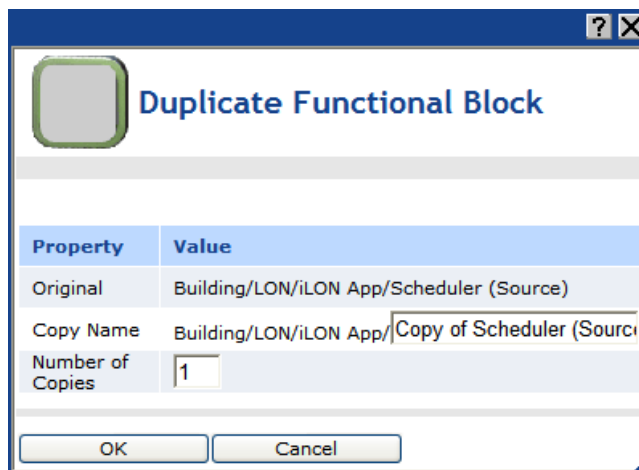 ? X
Duplicate Functional Block
Property Value
Original Building/LON/iLON App/Scheduler (Source)
Copy Name Building/LON/iLON App/ Copy of Scheduler (Sourc
Number of Copies 1
OK Cancel